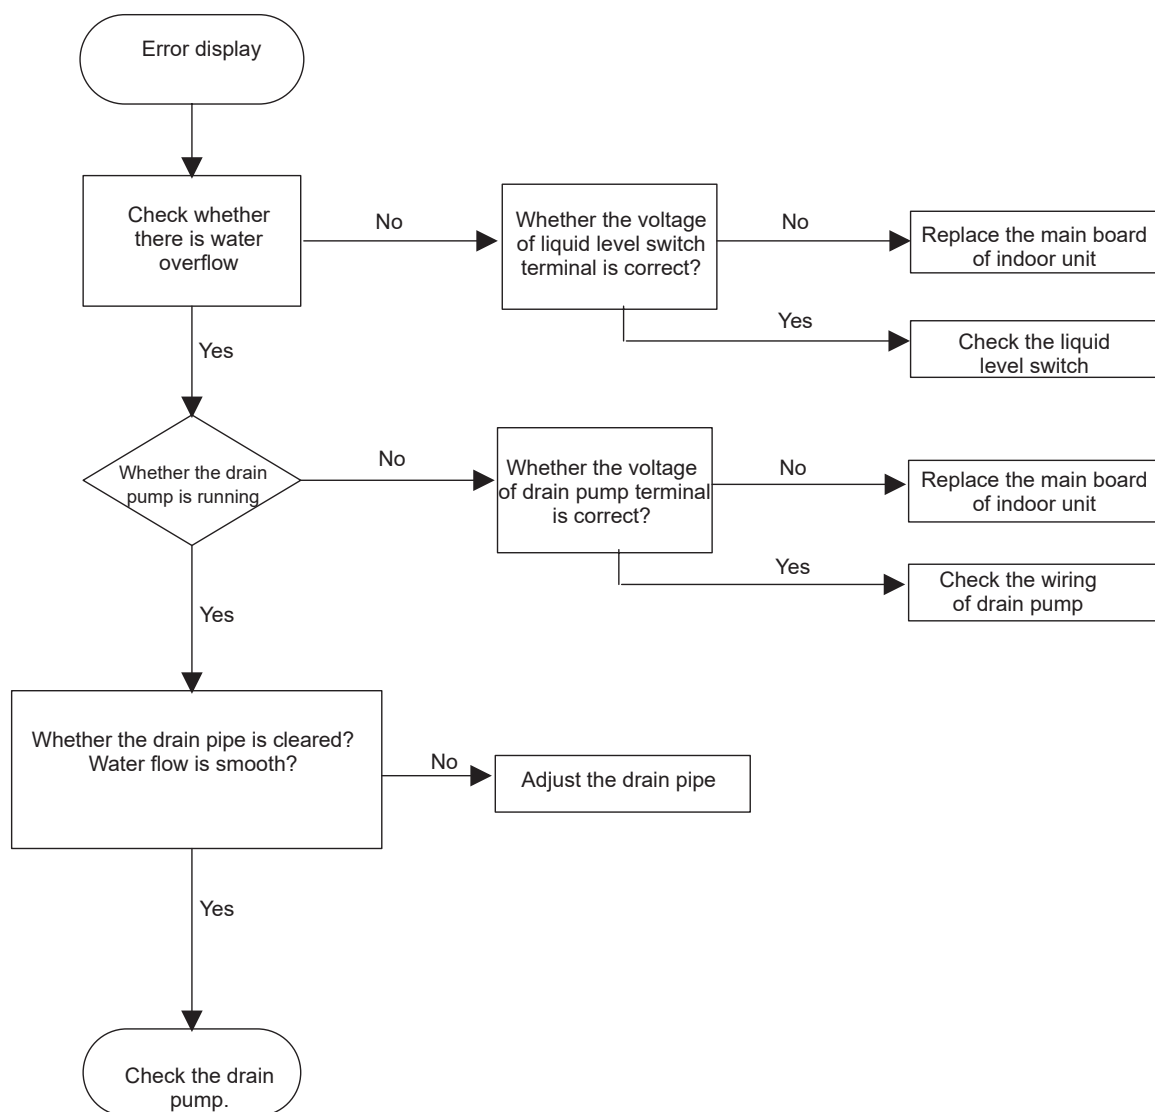 Error display
Check whether
there is water
overflow
No
Whether the voltage
of liquid level switch
terminal is correct?
No
Replace the main board
of indoor unit
Yes
Check the liquid
level switch
Yes
Whether the drain
pump is running
No
Whether the voltage
of drain pump terminal
is correct?
No
Replace the main board
of indoor unit
Yes
Check the wiring
of drain pump
Yes
Whether the drain pipe is cleared?
Water flow is smooth?
No
Adjust the drain pipe
Yes
Check the drain
pump.